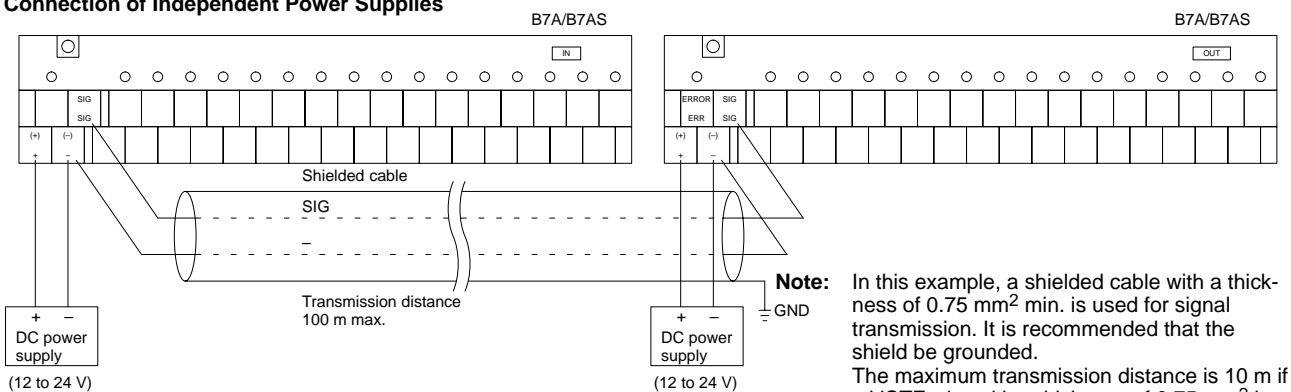 Connection of Independent Power Supplies
B7A/B7AS
IN
SIG
SIG
(+) (–)
+ –
B7A/B7AS
OUT
ERROR SIG
ERR SIG
(+) (–)
+ –
Shielded cable
SIG
–
Transmission distance
100 m max.
+ –
DC power
supply
(12 to 24 V)
GND
+ –
DC power
supply
(12 to 24 V)
Note: In this example, a shielded cable with a thick-
ness of 0.75 mm² min. is used for signal
transmission. It is recommended that the
shield be grounded.
The maximum transmission distance is 10 m if